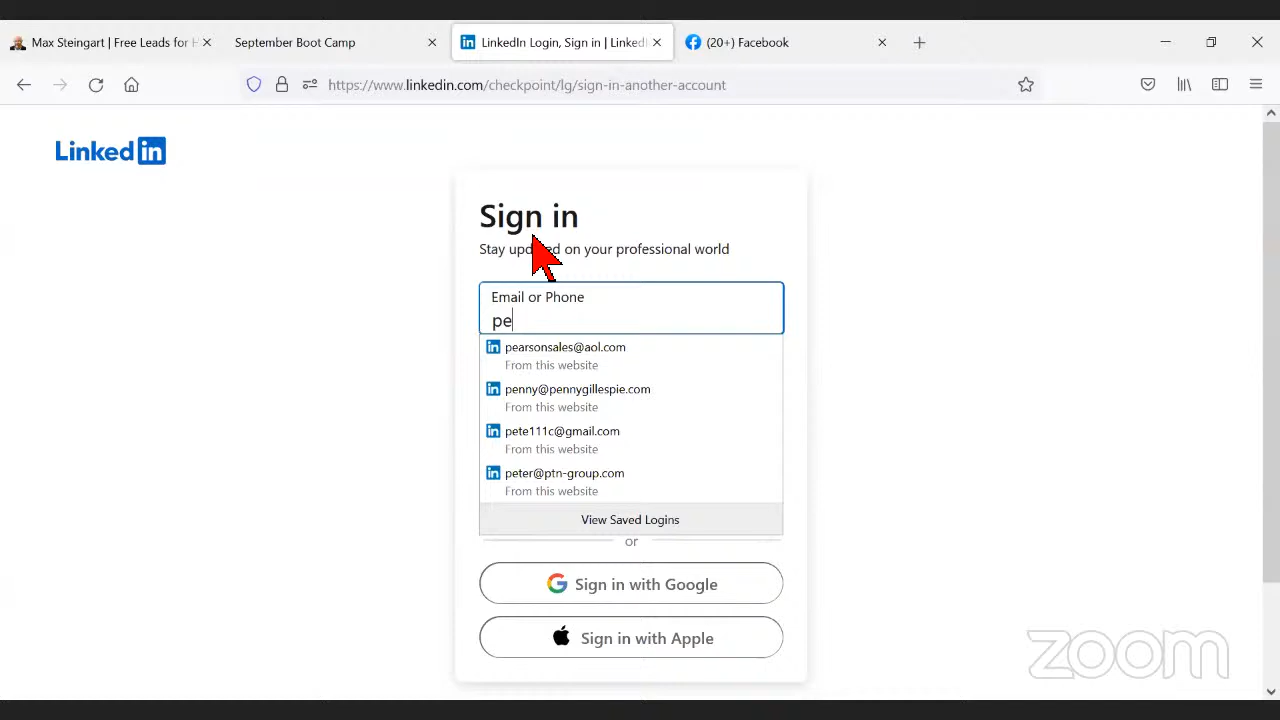 Max Steingart | Free Leads for H
September Boot Camp
LinkedIn Login, Sign in | LinkedI
(20+) Facebook
https://www.linkedin.com/checkpoint/lg/sign-in-another-account
Linked in
Sign in
Stay updated on your professional world
Email or Phone
pe
pearsonsales@aol.com
From this website
penny@pennygillespie.com
From this website
pete111c@gmail.com
From this website
peter@ptn-group.com
From this website
View Saved Logins
or
Sign in with Google
Sign in with Apple
zoom